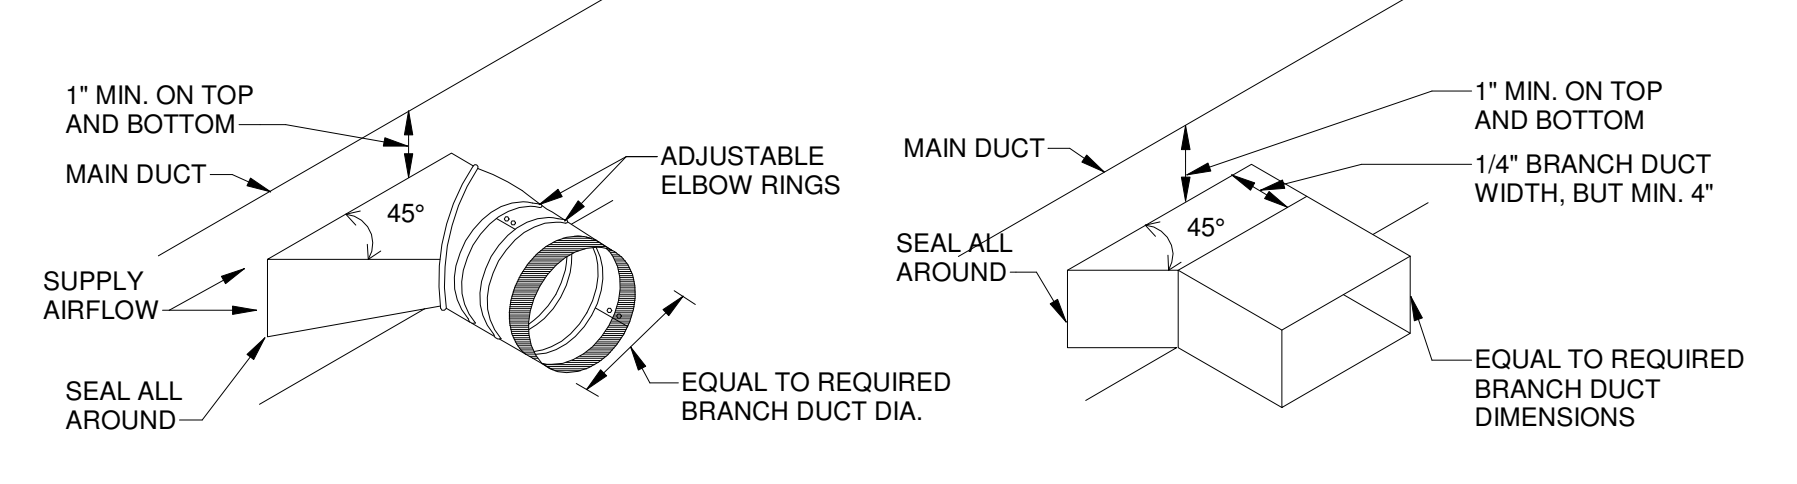 1" MIN. ON TOP
AND BOTTOM
MAIN DUCT
45°
ADJUSTABLE
ELBOW RINGS
SUPPLY
AIRFLOW
SEAL ALL
AROUND
EQUAL TO REQUIRED
BRANCH DUCT DIA.
MAIN DUCT
1" MIN. ON TOP
AND BOTTOM
1/4" BRANCH DUCT
WIDTH, BUT MIN. 4"
45°
SEAL ALL
AROUND
EQUAL TO REQUIRED
BRANCH DUCT
DIMENSIONS